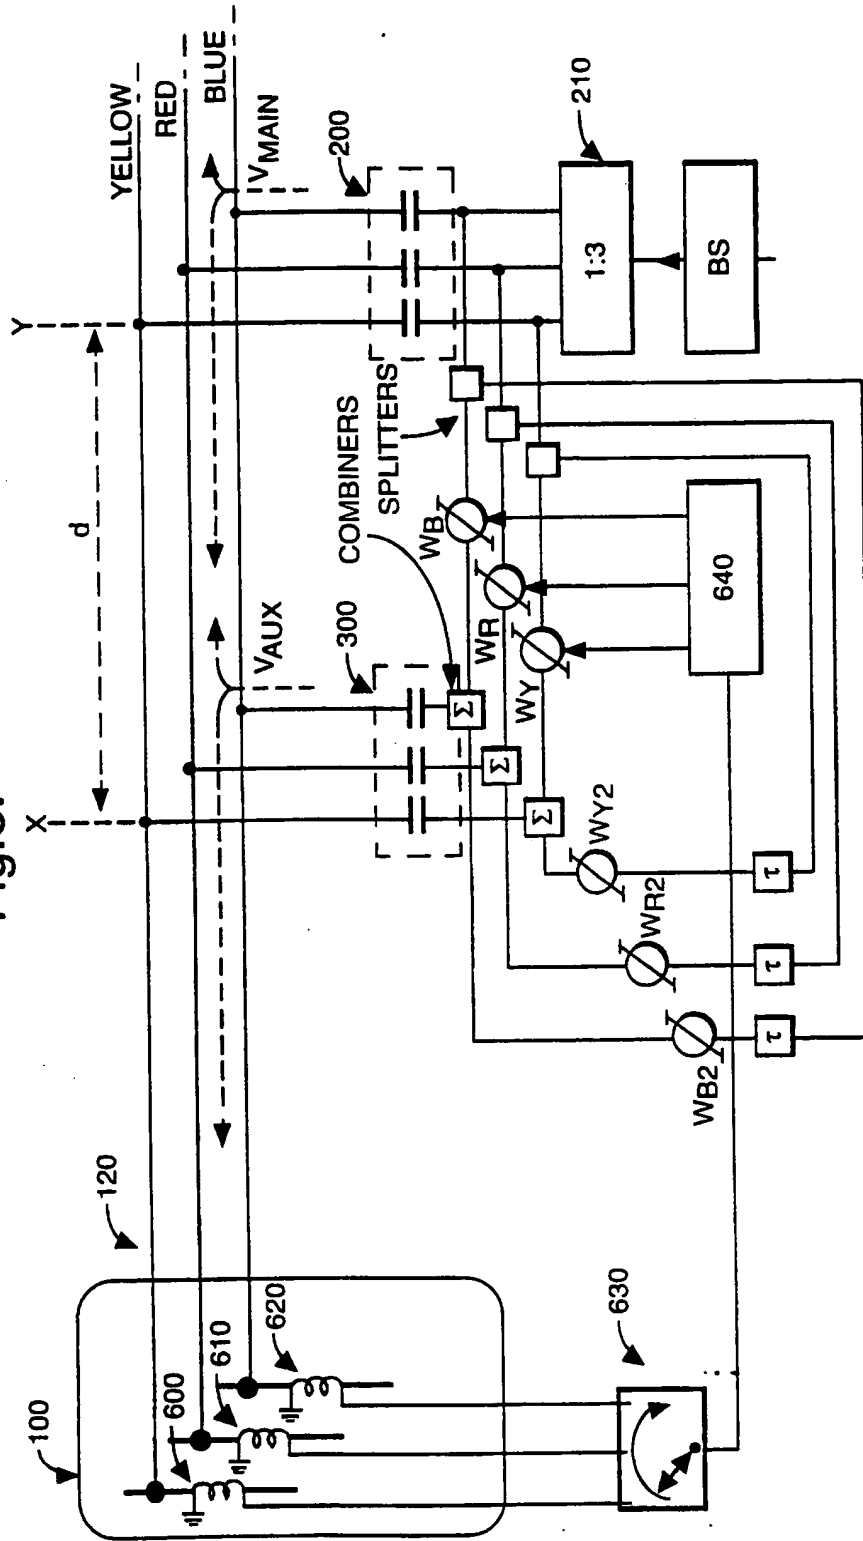 YELLOW
RED
BLUE
Y
X
d
VMAIN
VAUX
200
300
210
1:3
BS
SPLITTERS
COMBINERS
WB
WR
WY
Σ
Σ
Σ
640
WY2
WR2
WB2
τ
τ
τ
120
100
600
610
620
630